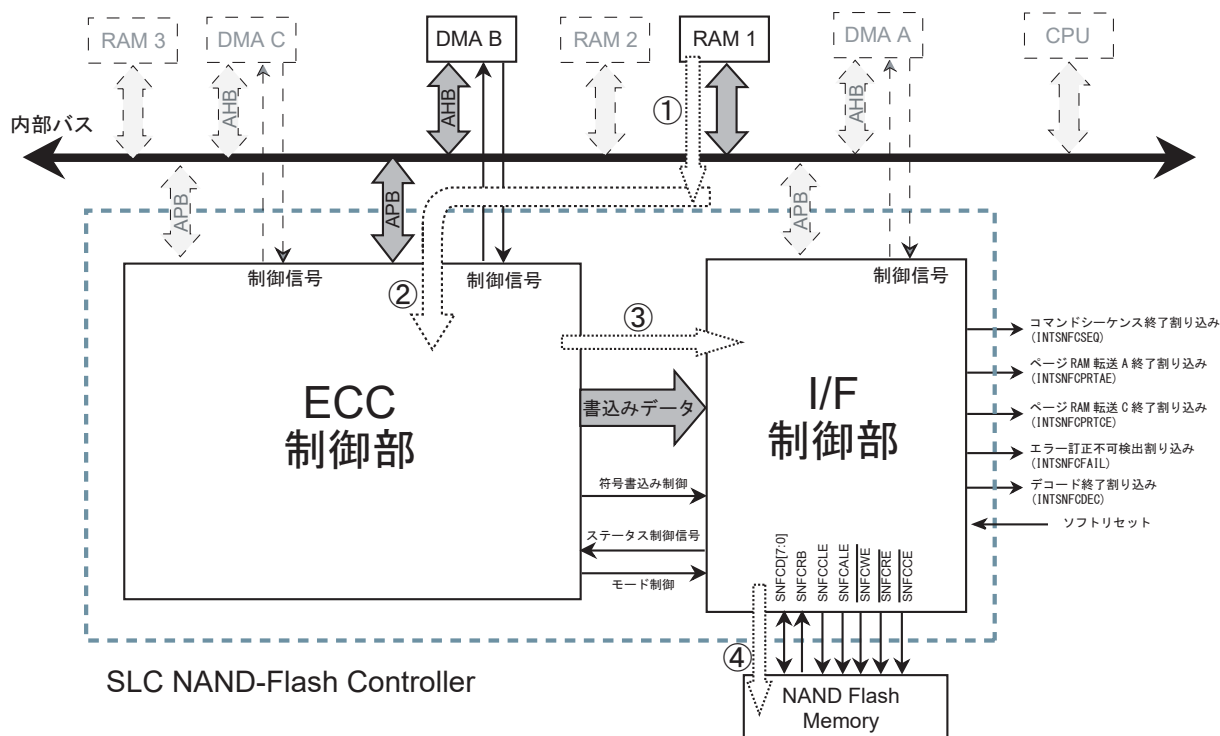 RAM 3
DMA C
DMA B
RAM 2
RAM 1
DMA A
CPU
①
AHB
AHB
AHB
内部バス
APB
APB
APB
制御信号
制御信号
制御信号
②
③
ECC
制御部
書込みデータ
I/F
制御部
コマンドシーケンス終了割り込み
(INTSNFCSEQ)
ページ RAM 転送 A 終了割り込み
(INTSNFCPRTAE)
ページ RAM 転送 C 終了割り込み
(INTSNFCPRTCE)
エラー訂正不可検出割り込み
(INTSNFCFAIL)
デコード終了割り込み
(INTSNFCDEC)
ソフトリセット
符号書込み制御
ステータス制御信号
モード制御
SNFCD[7:0]
SNFCRB
SNFCCLE
SNFCALE
SNFCWE
SNFCRE
SNFCCE
④
SLC NAND-Flash Controller
NAND Flash
Memory